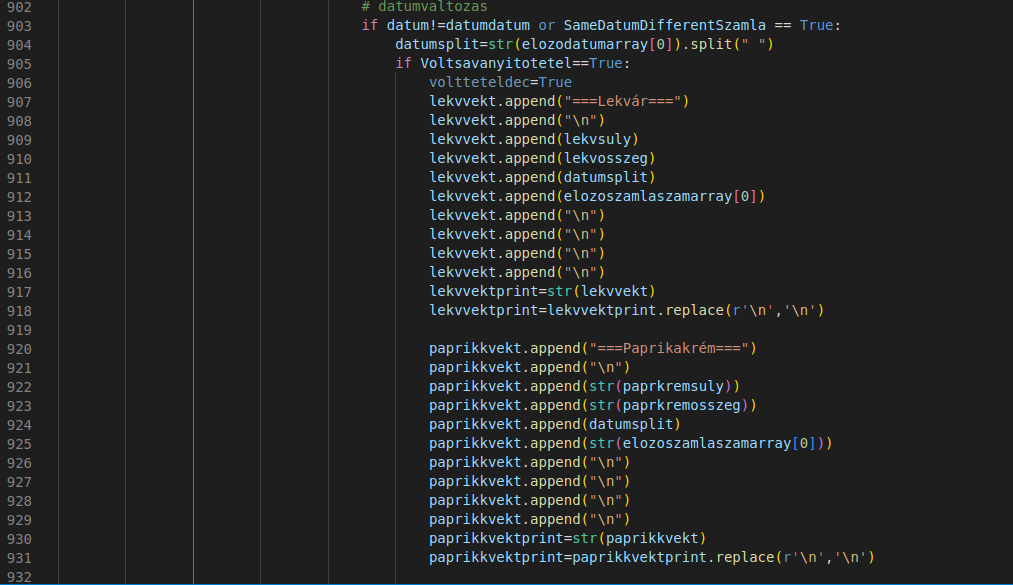 902 # datumvaltozas
903 if datum!=datumdatum or SameDatumDifferentSzamla == True:
904 datumsplit=str(elozodatumarray[0]).split(" ")
905 if Voltsavanyitotetel==True:
906 voltteteldec=True
907 lekvvekt.append("===Lekvár===")
908 lekvvekt.append("\n")
909 lekvvekt.append(lekvsuly)
910 lekvvekt.append(lekvosszeg)
911 lekvvekt.append(datumsplit)
912 lekvvekt.append(elozoszamlaszamarray[0])
913 lekvvekt.append("\n")
914 lekvvekt.append("\n")
915 lekvvekt.append("\n")
916 lekvvekt.append("\n")
917 lekvvektprint=str(lekvvekt)
918 lekvvektprint=lekvvektprint.replace(r'\n','\n')
919
920 paprikkvekt.append("===Paprikakrém===")
921 paprikkvekt.append("\n")
922 paprikkvekt.append(str(paprkremsuly))
923 paprikkvekt.append(str(paprkremosszeg))
924 paprikkvekt.append(datumsplit)
925 paprikkvekt.append(str(elozoszamlaszamarray[0]))
926 paprikkvekt.append("\n")
927 paprikkvekt.append("\n")
928 paprikkvekt.append("\n")
929 paprikkvekt.append("\n")
930 paprikkvektprint=str(paprikkvekt)
931 paprikkvektprint=paprikkvektprint.replace(r'\n','\n')
932